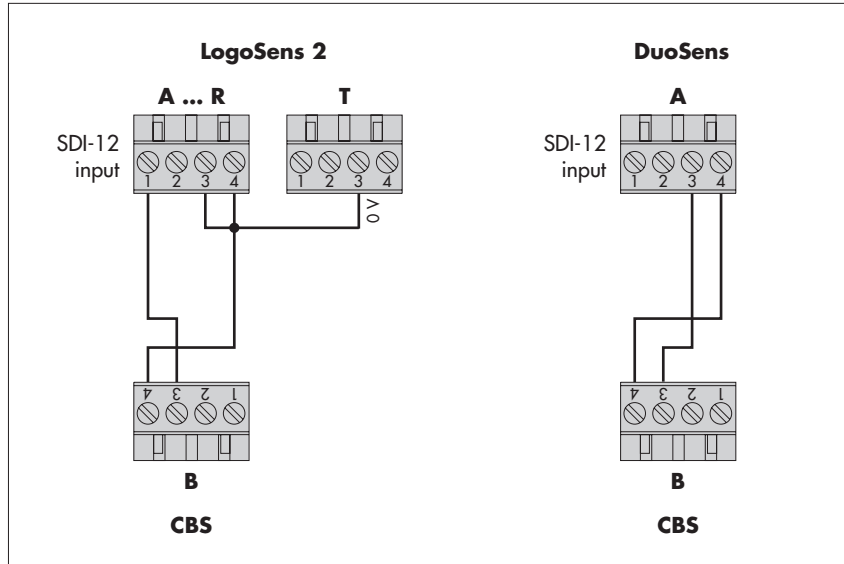 LogoSens 2
A ... R
T
SDI-12
input
1 2 3 4
1 2 3 4
0 V
4 3 2 1
B
CBS
DuoSens
A
SDI-12
input
1 2 3 4
4 3 2 1
B
CBS